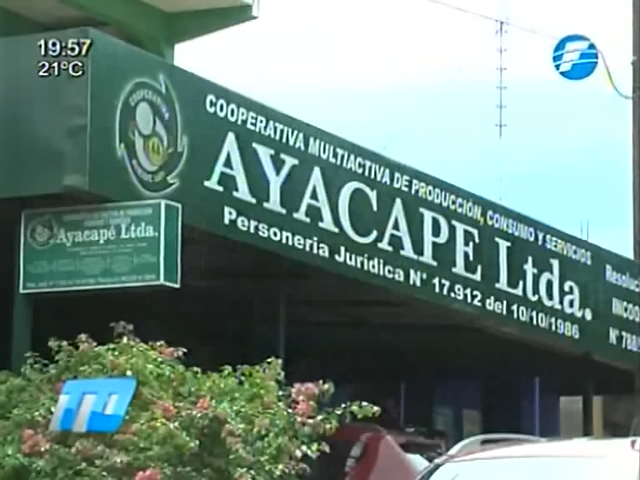 19:57
21°C
COOPERATIVA MULTIACTIVA DE PRODUCCIÓN, CONSUMO Y SERVICIOS
AYACAPE Ltda.
Personeria Jurídica N° 17.912 del 10/10/1986
INCOO
Ayacapé Ltda.